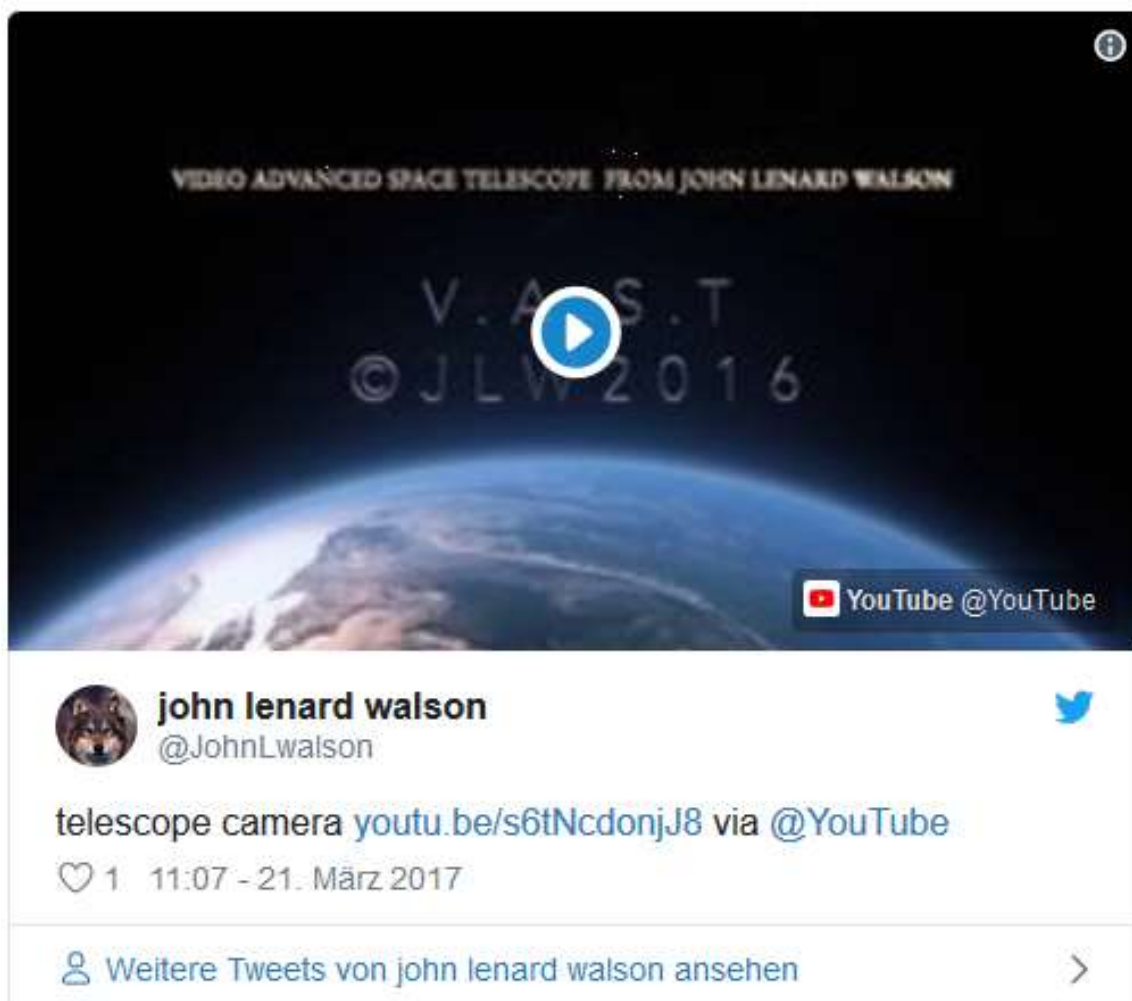 VIDEO ADVANCED SPACE TELESCOPE FROM JOHN LENARD WALSON
V.A.S.T
©JLW2016
YouTube @YouTube
john lenard walson
@JohnLwalson
telescope camera youtu.be/s6tNcdonjJ8 via @YouTube
1 11:07 - 21. März 2017
Weitere Tweets von john lenard walson ansehen